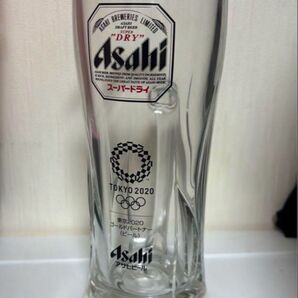 ASAHI BREWERIES LIMITED
ASAHI
DRAFT BEER
SUPER
"DRY"
Asahi
スーパードライ
TOKYO 2020
東京2020
ゴールドパートナー
(ビール)
Asahi
アサヒビール